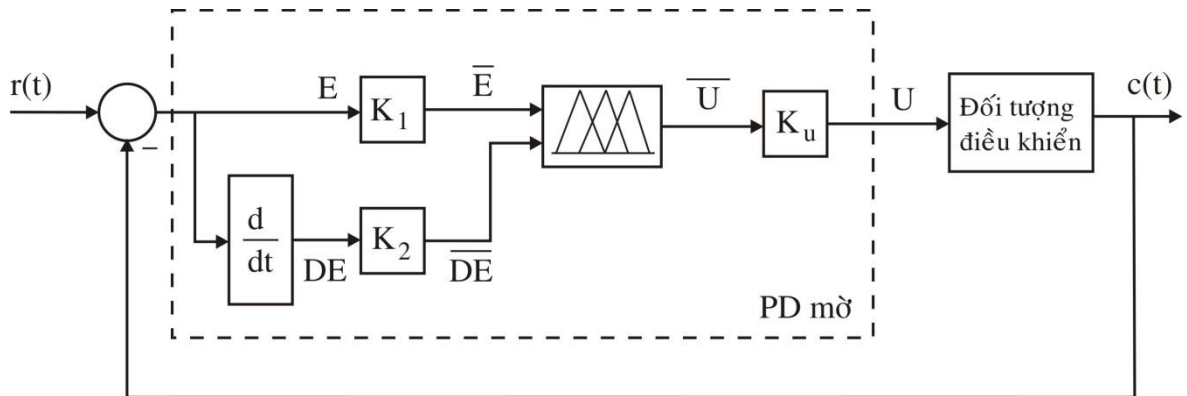 r(t)
E
K₁
E̅
U̅
Kᵤ
U
Đối tượng
điều khiển
c(t)
−
d
dt
DE
K₂
D̅E̅
PD mờ